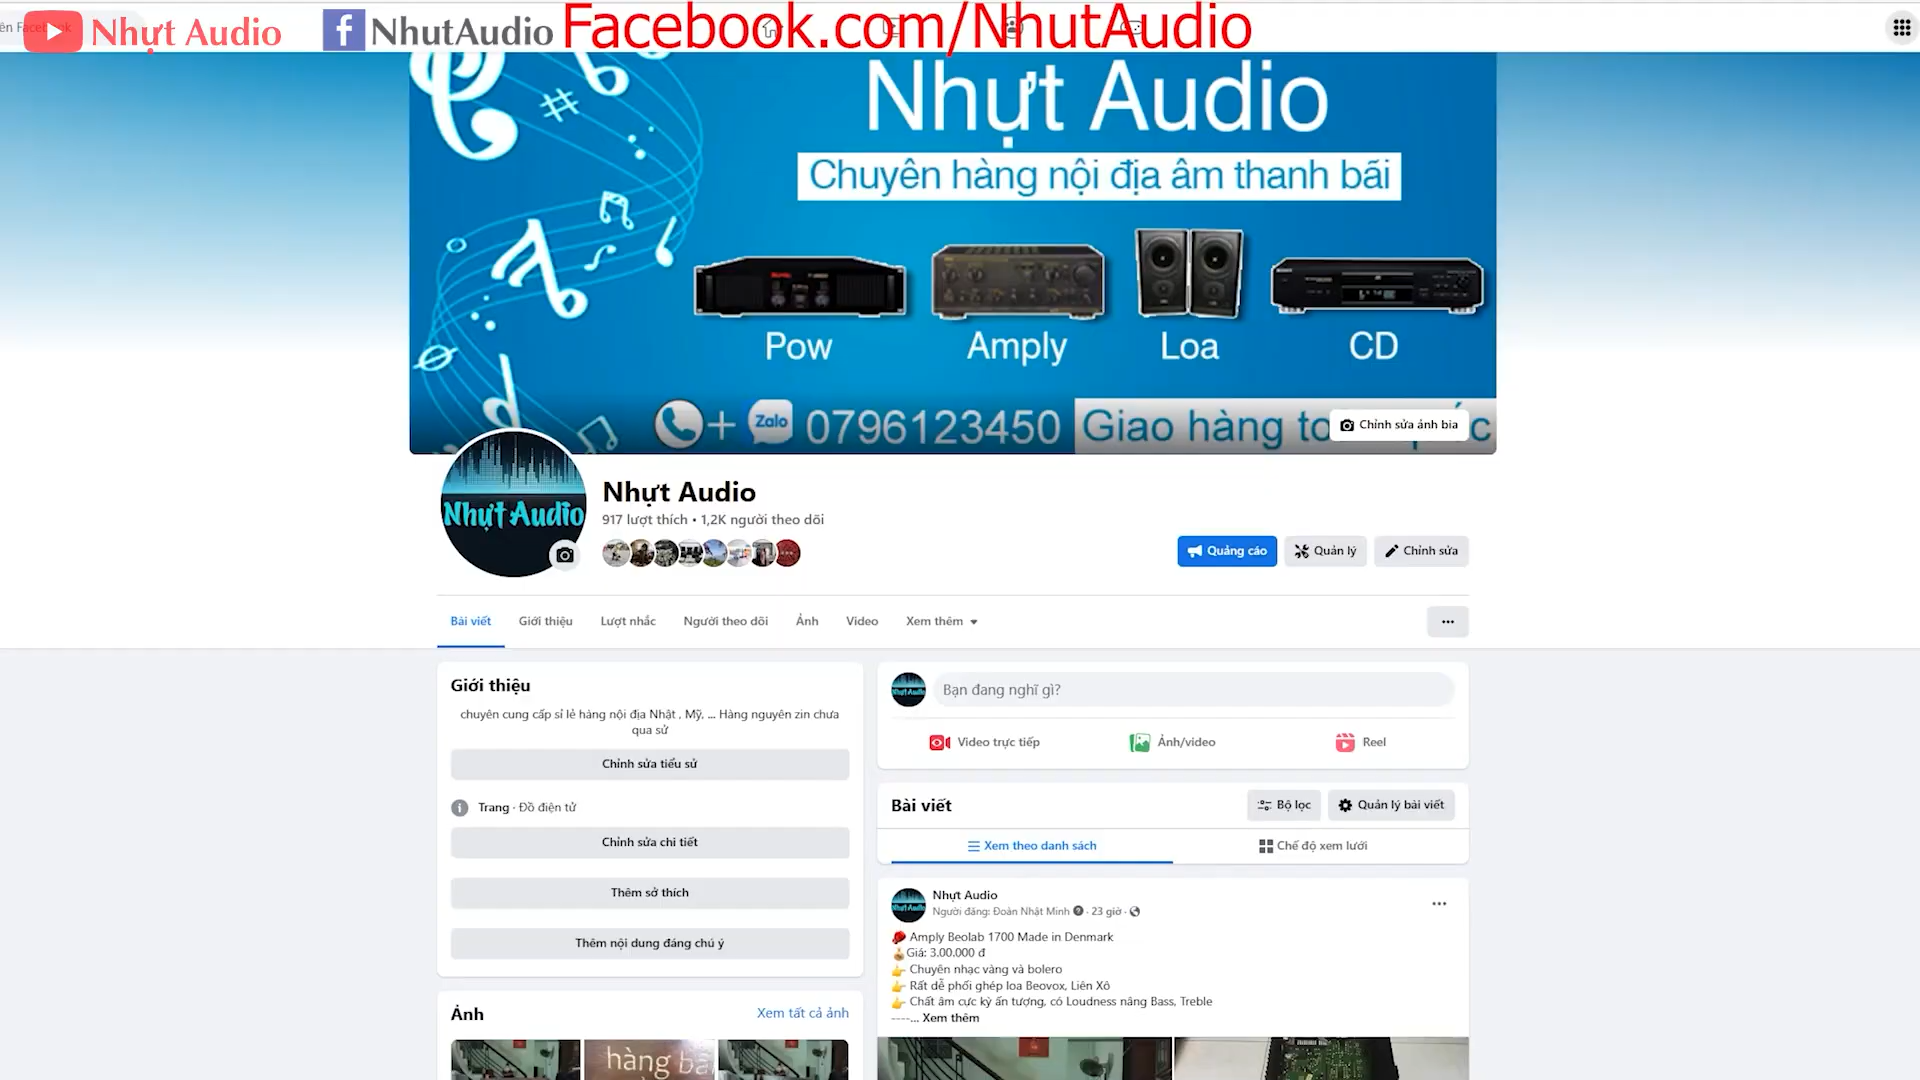 Nhựt Audio
NhutAudio
Facebook.com/NhutAudio
Nhựt Audio
Chuyên hàng nội địa âm thanh bãi
Pow
Amply
Loa
CD
+ Zalo 0796123450
Giao hàng to
Chỉnh sửa ảnh bìa
Nhựt Audio
Nhựt Audio
917 lượt thích • 1,2K người theo dõi
Quảng cáo
Quản lý
Chỉnh sửa
Bài viết
Giới thiệu
Lượt nhắc
Người theo dõi
Ảnh
Video
Xem thêm
Giới thiệu
chuyên cung cấp sỉ lẻ hàng nội địa Nhật , Mỹ, ... Hàng nguyên zin chưa
qua sử
Chỉnh sửa tiểu sử
Trang · Đồ điện tử
Chỉnh sửa chi tiết
Thêm sở thích
Thêm nội dung đáng chú ý
Ảnh
Xem tất cả ảnh
hàng bã
Bạn đang nghĩ gì?
Video trực tiếp
Ảnh/video
Reel
Bài viết
Bộ lọc
Quản lý bài viết
Xem theo danh sách
Chế độ xem lưới
Nhựt Audio
Người đăng: Đoàn Nhật Minh · 23 giờ ·
Amply Beolab 1700 Made in Denmark
Giá: 3.00.000 đ
Chuyên nhạc vàng và bolero
Rất dễ phối ghép loa Beovox, Liên Xô
Chất âm cực kỳ ấn tượng, có Loudness nâng Bass, Treble
----... Xem thêm